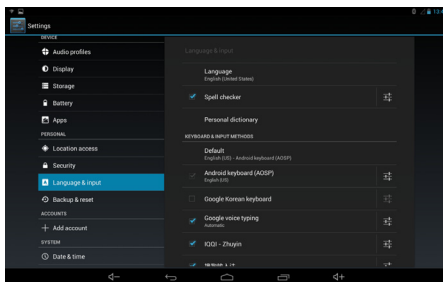 Settings
DEVICE
Audio profiles
Display
Storage
Battery
Apps
PERSONAL
Location access
Security
Language & input
Backup & reset
ACCOUNTS
Add account
SYSTEM
Date & time
Language & input
Language
English (United States)
Spell checker
Personal dictionary
KEYBOARD & INPUT METHODS
Default
English (US) - Android keyboard (AOSP)
Android keyboard (AOSP)
English (US)
Google Korean keyboard
Google voice typing
Automatic
IQQI - Zhuyin